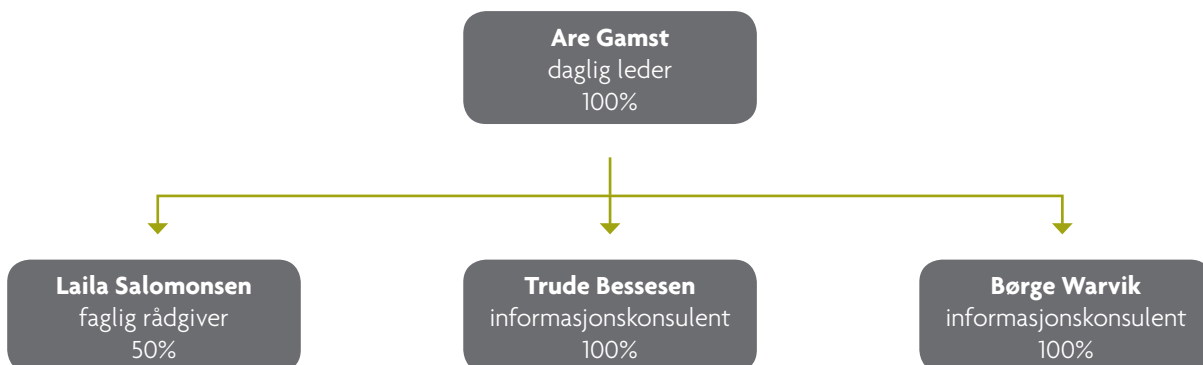 Are Gamst
daglig leder
100%
Laila Salomonsen
faglig rådgiver
50%
Trude Bessesen
informasjonskonsulent
100%
Børge Warvik
informasjonskonsulent
100%